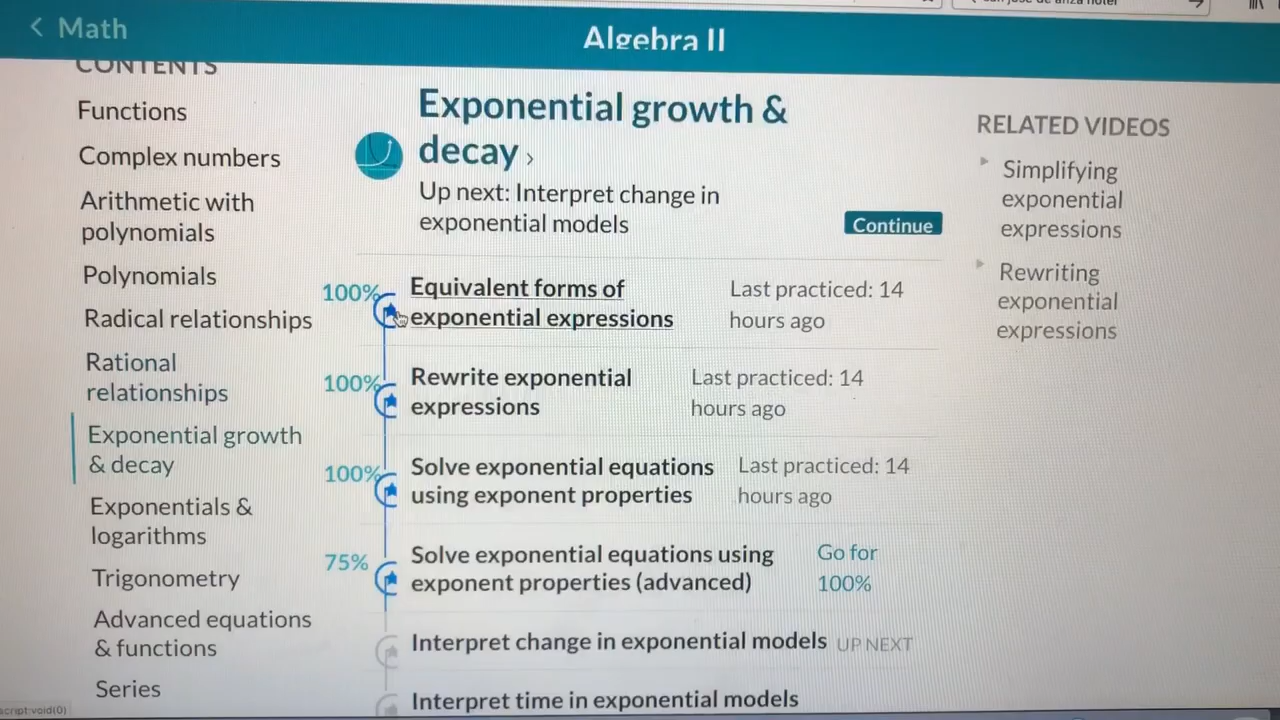 Math
Algebra II
CONTENTS
Functions
Complex numbers
Arithmetic with
polynomials
Polynomials
Radical relationships
Rational
relationships
Exponential growth
& decay
Exponentials &
logarithms
Trigonometry
Advanced equations
& functions
Series
Exponential growth &
decay ›
Up next: Interpret change in
exponential models
Continue
100%
Equivalent forms of
exponential expressions
Last practiced: 14
hours ago
100%
Rewrite exponential
expressions
Last practiced: 14
hours ago
100%
Solve exponential equations
using exponent properties
Last practiced: 14
hours ago
75%
Solve exponential equations using
exponent properties (advanced)
Go for
100%
Interpret change in exponential models UP NEXT
Interpret time in exponential models
RELATED VIDEOS
Simplifying
exponential
expressions
Rewriting
exponential
expressions
script:void(0)